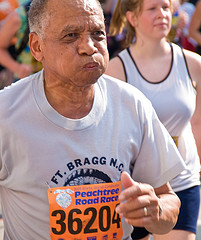 FT. BRAGG N.C.
Peachtree
Road Race
36204